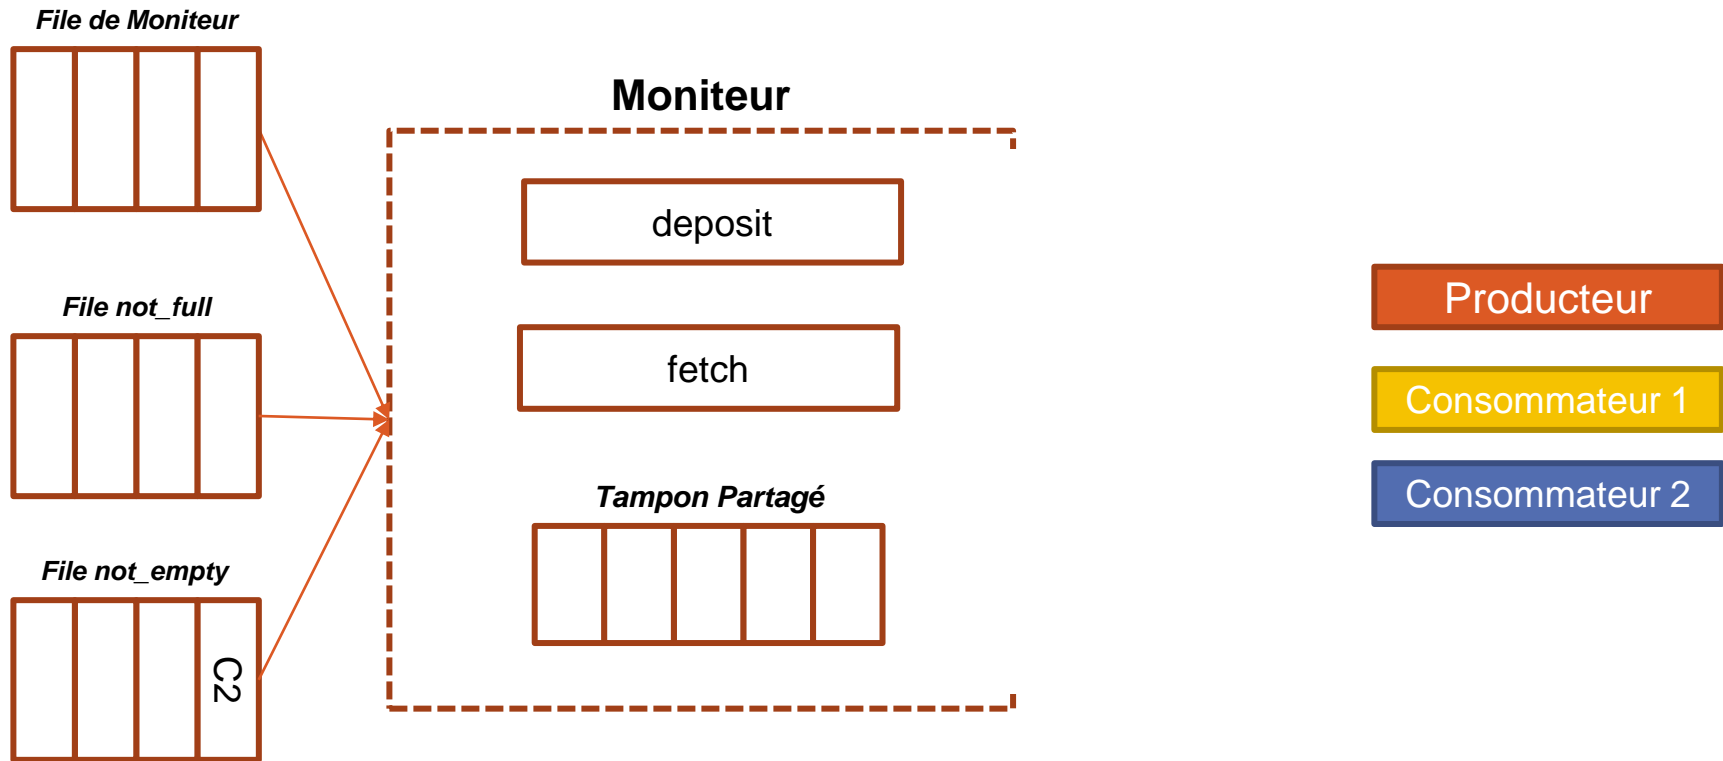 File de Moniteur
Moniteur
deposit
File not_full
Producteur
fetch
Consommateur 1
Tampon Partagé
Consommateur 2
File not_empty
C2